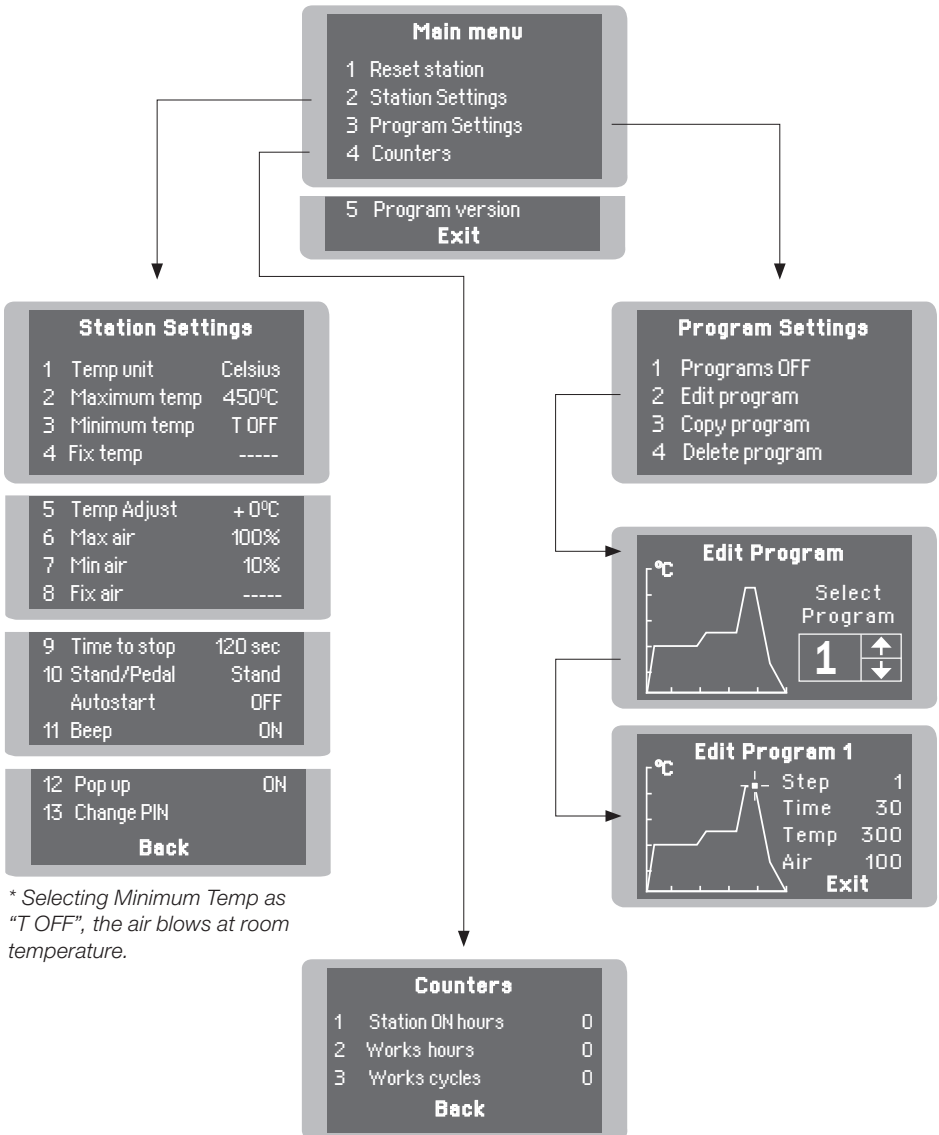 Main menu
1 Reset station
2 Station Settings
3 Program Settings
4 Counters
5 Program version
Exit
Station Settings
1 Temp unit Celsius
2 Maximum temp 450ºC
3 Minimum temp T OFF
4 Fix temp -----
5 Temp Adjust + 0ºC
6 Max air 100%
7 Min air 10%
8 Fix air -----
9 Time to stop 120 sec
10 Stand/Pedal Stand
Autostart OFF
11 Beep ON
12 Pop up ON
13 Change PIN
Back
* Selecting Minimum Temp as
“T OFF”, the air blows at room
temperature.
Program Settings
1 Programs OFF
2 Edit program
3 Copy program
4 Delete program
Edit Program
ºC
Select
Program
1
Edit Program 1
ºC
Step 1
Time 30
Temp 300
Air 100
Exit
Counters
1 Station ON hours 0
2 Works hours 0
3 Works cycles 0
Back